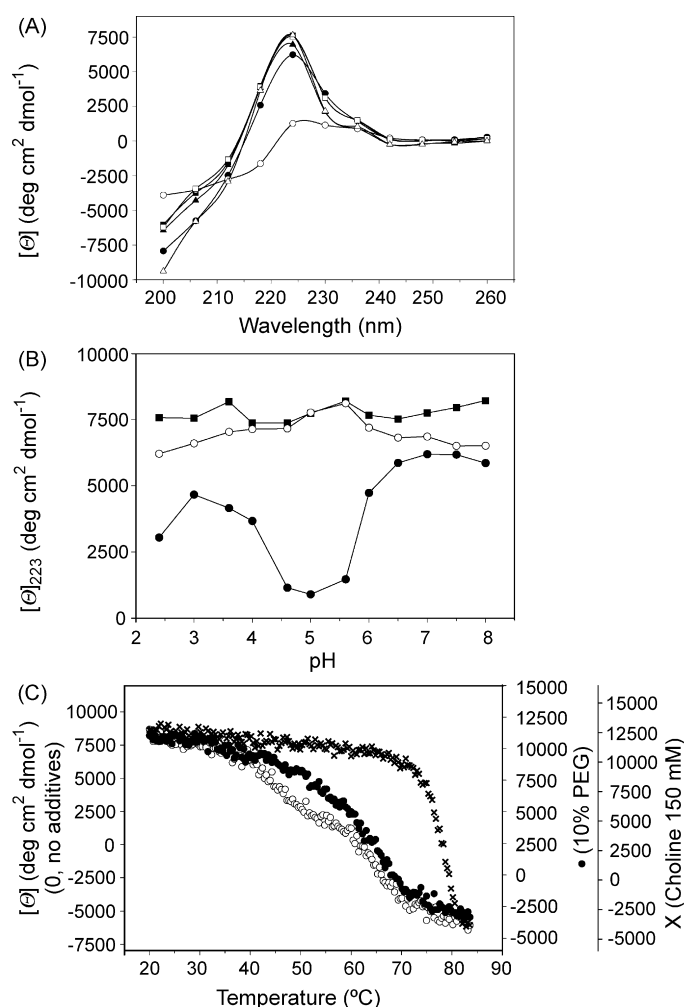 (A)
7500
5000
2500
0
-2500
-5000
-7500
-10000
[Θ] (deg cm² dmol⁻¹)
200 210 220 230 240 250 260
Wavelength (nm)
(B)
10000
7500
5000
2500
0
[Θ]₂₂₃ (deg cm² dmol⁻¹)
2 3 4 5 6 7 8
pH
(C)
10000
7500
5000
2500
0
-2500
-5000
-7500
[Θ] (deg cm² dmol⁻¹)
(0, no additives)
15000
12500
10000
7500
5000
2500
0
-2500
-5000
● (10% PEG)
15000
12500
10000
7500
5000
2500
0
-2500
-5000
X (Choline 150 mM)
20 30 40 50 60 70 80 90
Temperature (ºC)